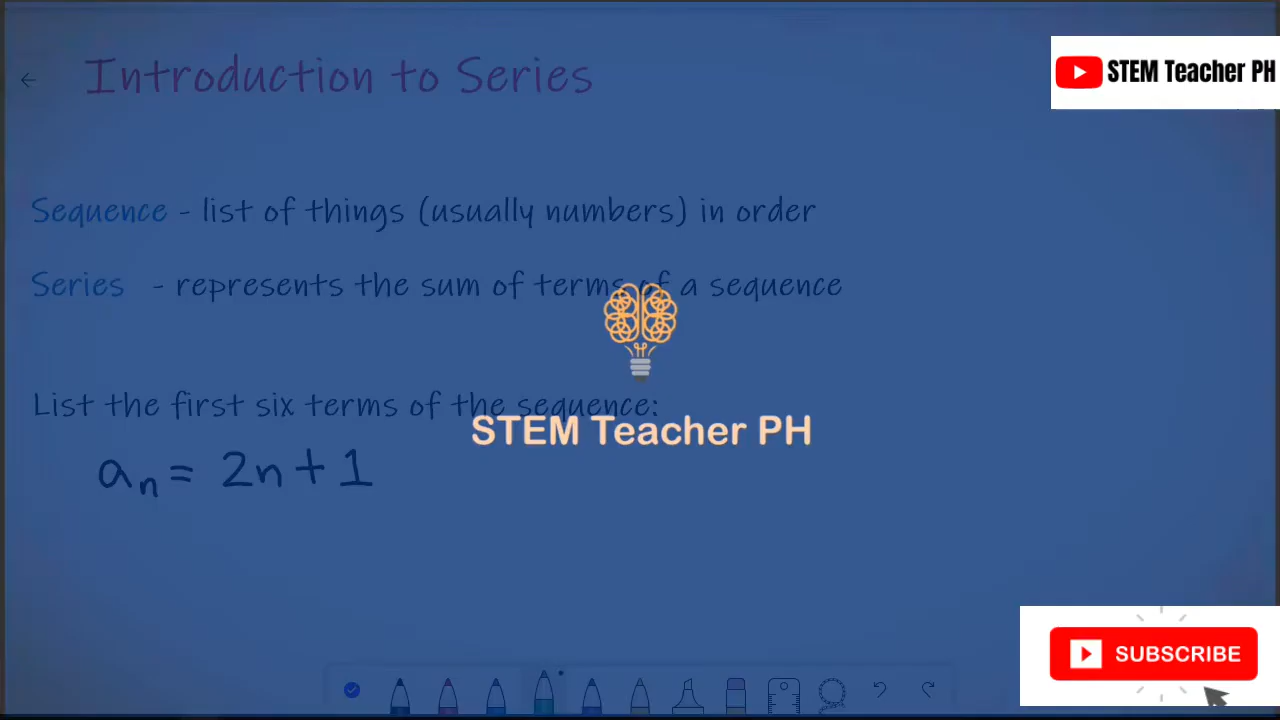 Introduction to Series
STEM Teacher PH
Sequence - list of things (usually numbers) in order
Series - represents the sum of terms of a sequence
List the first six terms of the sequence:
STEM Teacher PH
aₙ = 2n + 1
SUBSCRIBE